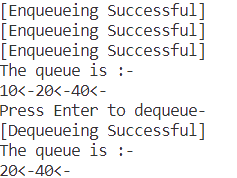 [Enqueueing Successful]
[Enqueueing Successful]
[Enqueueing Successful]
The queue is :-
10<-20<-40<-
Press Enter to dequeue-
[Dequeueing Successful]
The queue is :-
20<-40<-